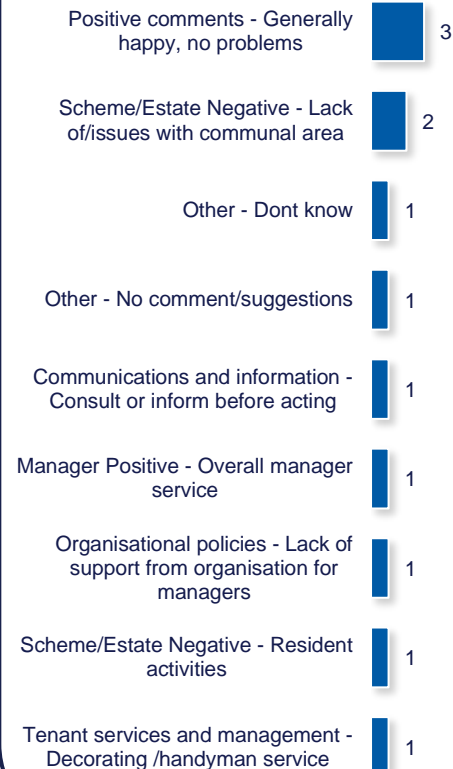 Positive comments - Generally
happy, no problems
3
Scheme/Estate Negative - Lack
of/issues with communal area
2
Other - Dont know
1
Other - No comment/suggestions
1
Communications and information -
Consult or inform before acting
1
Manager Positive - Overall manager
service
1
Organisational policies - Lack of
support from organisation for
managers
1
Scheme/Estate Negative - Resident
activities
1
Tenant services and management -
Decorating /handyman service
1